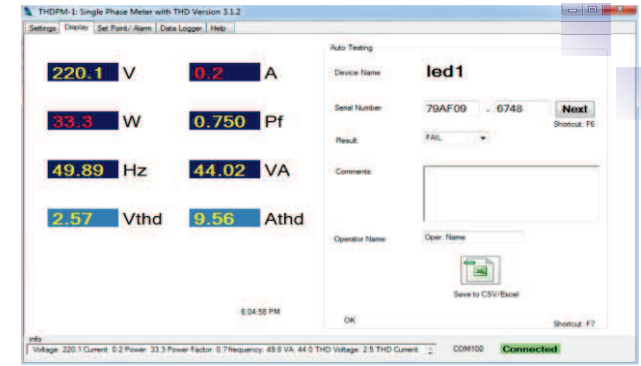 THDPM-1: Single Phase Meter with THD Version 3.1.2
Settings Display Set Point/ Alarm Data Logger Help
220.1 V 0.2 A
33.3 W 0.750 Pf
49.89 Hz 44.02 VA
2.57 Vthd 9.56 Athd
6:04:58 PM
Auto Testing
Device Name led1
Serial Number 79AF09 - 6748 Next
Shortcut: F6
Result: FAIL
Comments:
Operator Name Oper. Name
Save to CSV/Excel
OK Shortcut: F7
info
Voltage: 220.1 Current: 0.2 Power: 33.3 Power Factor: 0.7 frequency: 49.8 VA: 44.0 THD Voltage: 2.5 THD Current:
COM100 Connected